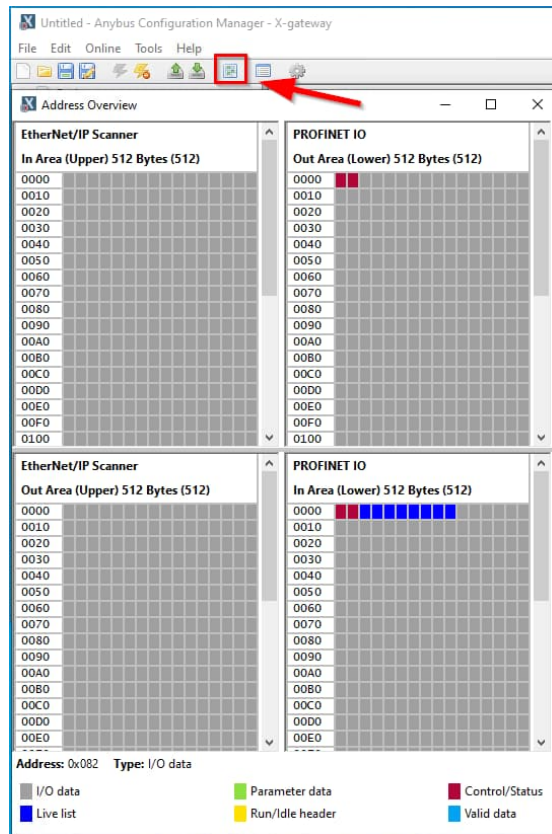 Untitled - Anybus Configuration Manager - X-gateway
File Edit Online Tools Help
Address Overview
EtherNet/IP Scanner
In Area (Upper) 512 Bytes (512)
0000
0010
0020
0030
0040
0050
0060
0070
0080
0090
00A0
00B0
00C0
00D0
00E0
00F0
0100
PROFINET IO
Out Area (Lower) 512 Bytes (512)
0000
0010
0020
0030
0040
0050
0060
0070
0080
0090
00A0
00B0
00C0
00D0
00E0
00F0
0100
EtherNet/IP Scanner
Out Area (Upper) 512 Bytes (512)
0000
0010
0020
0030
0040
0050
0060
0070
0080
0090
00A0
00B0
00C0
00D0
00E0
PROFINET IO
In Area (Lower) 512 Bytes (512)
0000
0010
0020
0030
0040
0050
0060
0070
0080
0090
00A0
00B0
00C0
00D0
00E0
Address: 0x082 Type: I/O data
I/O data Parameter data Control/Status
Live list Run/Idle header Valid data